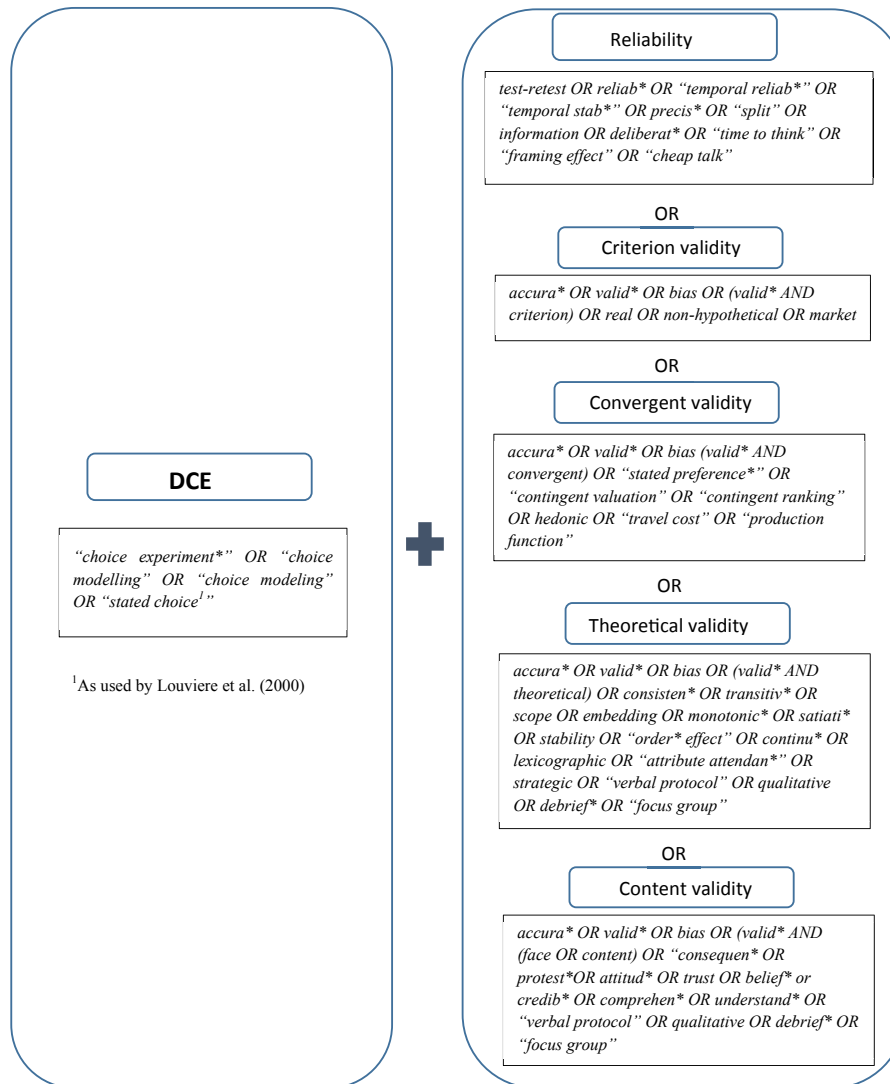 DCE
“choice experiment*” OR “choice
modelling” OR “choice modeling”
OR “stated choice1”
1As used by Louviere et al. (2000)
Reliability
test-retest OR reliab* OR “temporal reliab*” OR
“temporal stab*” OR precis* OR “split” OR
information OR deliberat* OR “time to think” OR
“framing effect” OR “cheap talk”
OR
Criterion validity
accura* OR valid* OR bias OR (valid* AND
criterion) OR real OR non-hypothetical OR market
OR
Convergent validity
accura* OR valid* OR bias (valid* AND
convergent) OR “stated preference*” OR
“contingent valuation” OR “contingent ranking”
OR hedonic OR “travel cost” OR “production
function”
OR
Theoretical validity
accura* OR valid* OR bias OR (valid* AND
theoretical) OR consisten* OR transitiv* OR
scope OR embedding OR monotonic* OR satiati*
OR stability OR “order* effect” OR continu* OR
lexicographic OR “attribute attendan*” OR
strategic OR “verbal protocol” OR qualitative
OR debrief* OR “focus group”
OR
Content validity
accura* OR valid* OR bias OR (valid* AND
(face OR content) OR “consequen* OR
protest*OR attitud* OR trust OR belief* or
credib* OR comprehen* OR understand* OR
“verbal protocol” OR qualitative OR debrief* OR
“focus group”